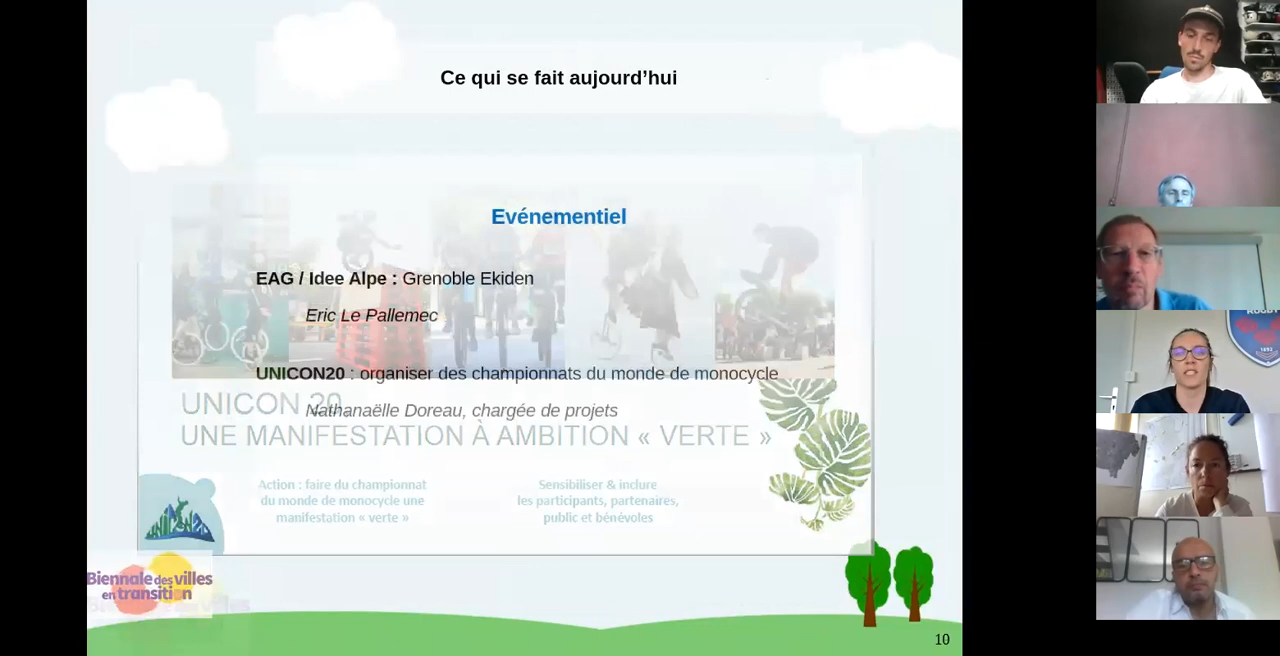 Ce qui se fait aujourd’hui
Evénementiel
EAG / Idee Alpe : Grenoble Ekiden
Eric Le Pallemec
UNICON20 : organiser des championnats du monde de monocycle
Nathanaëlle Doreau, chargée de projets
UNICON 20
UNE MANIFESTATION À AMBITION « VERTE »
Action : faire du championnat
du monde de monocycle une
manifestation « verte »
Sensibiliser & inclure
les participants, partenaires,
public et bénévoles
UNICON20
Biennale des villes
en transition
10
RUGBY
1892